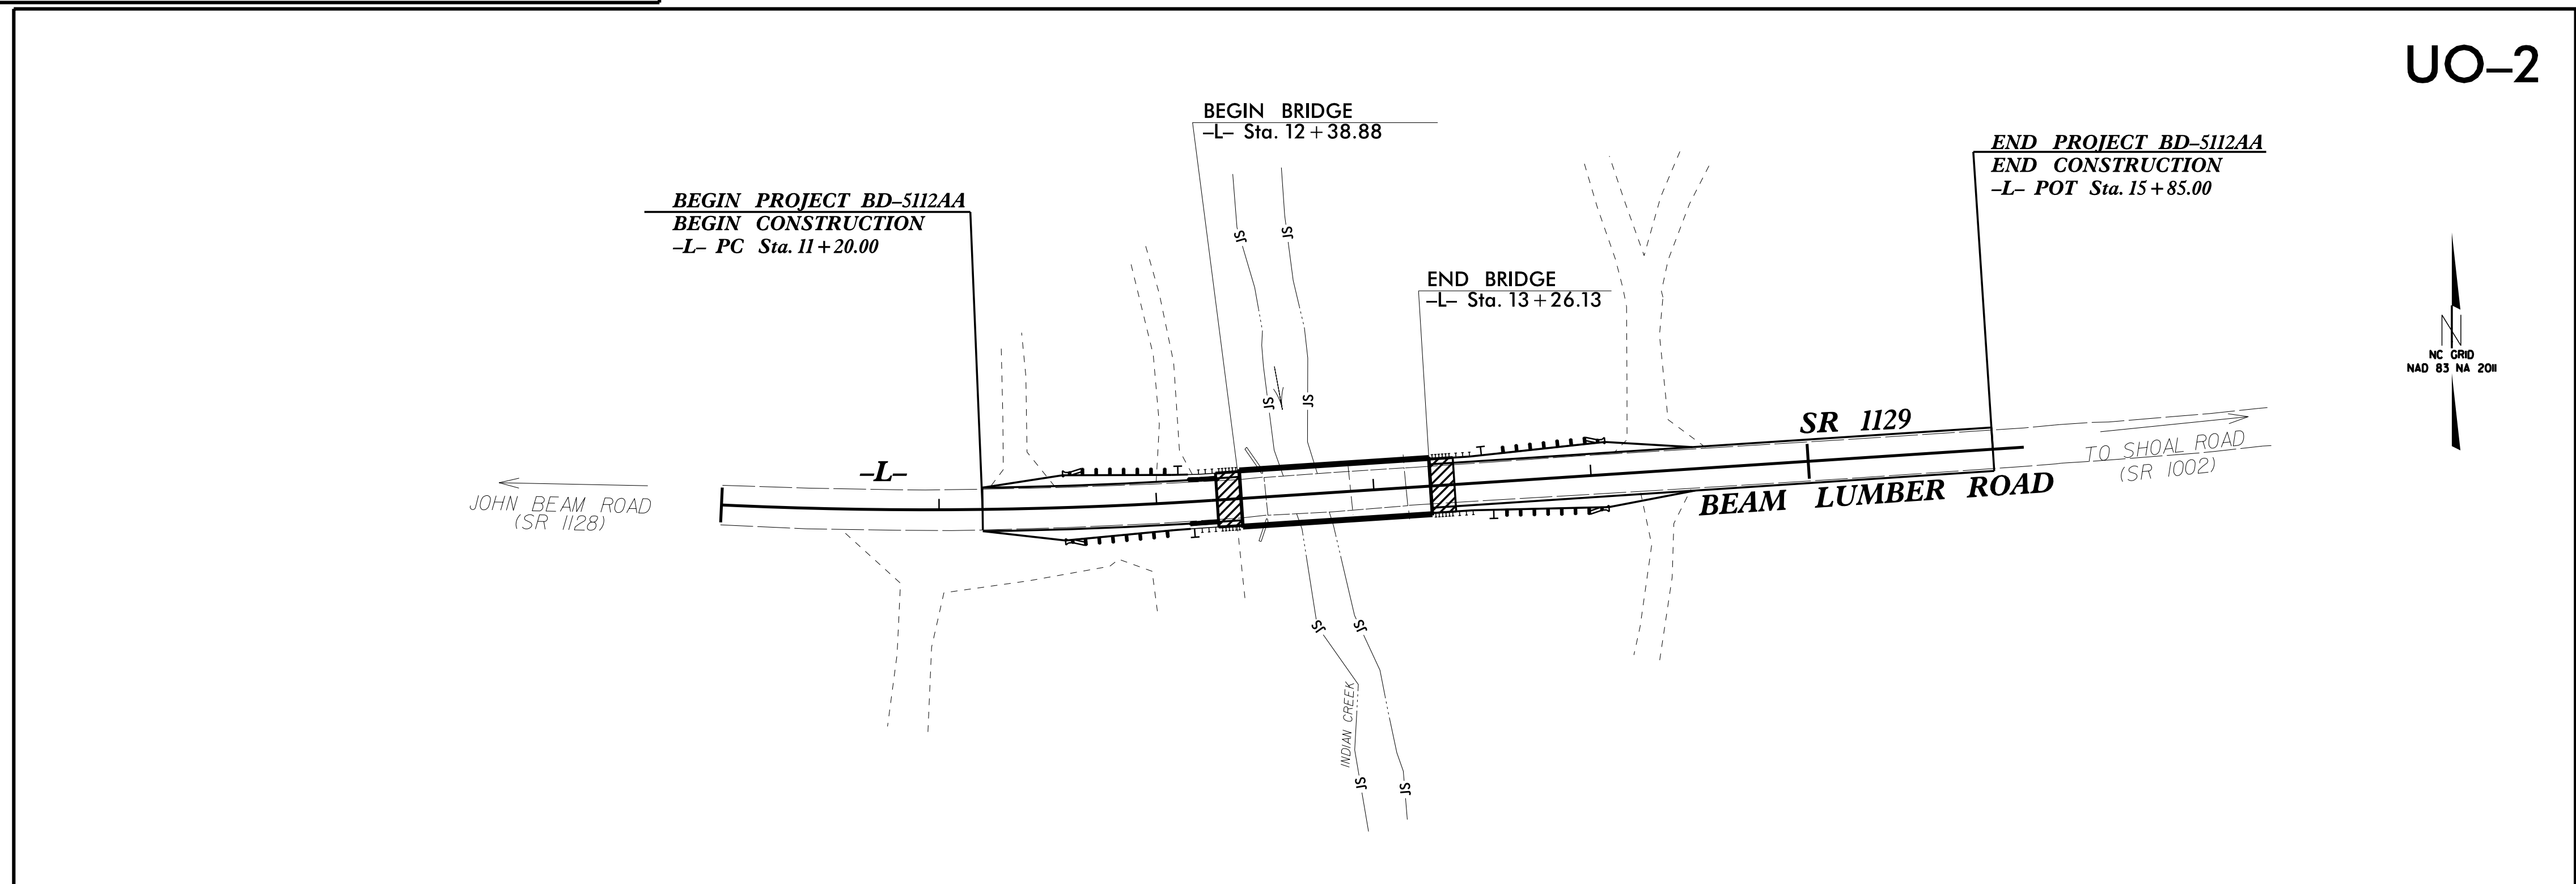 UO–2
BEGIN BRIDGE
–L– Sta. 12+38.88
END PROJECT BD–5112AA
END CONSTRUCTION
–L– POT Sta. 15+85.00
BEGIN PROJECT BD–5112AA
BEGIN CONSTRUCTION
–L– PC Sta. 11+20.00
JS
JS
END BRIDGE
–L– Sta. 13+26.13
N
NC GRID
NAD 83 NA 2011
JS
JS
SR 1129
–L–
TO SHOAL ROAD
(SR 1002)
JOHN BEAM ROAD
(SR 1128)
BEAM LUMBER ROAD
JS
JS
INDIAN CREEK
JS
JS